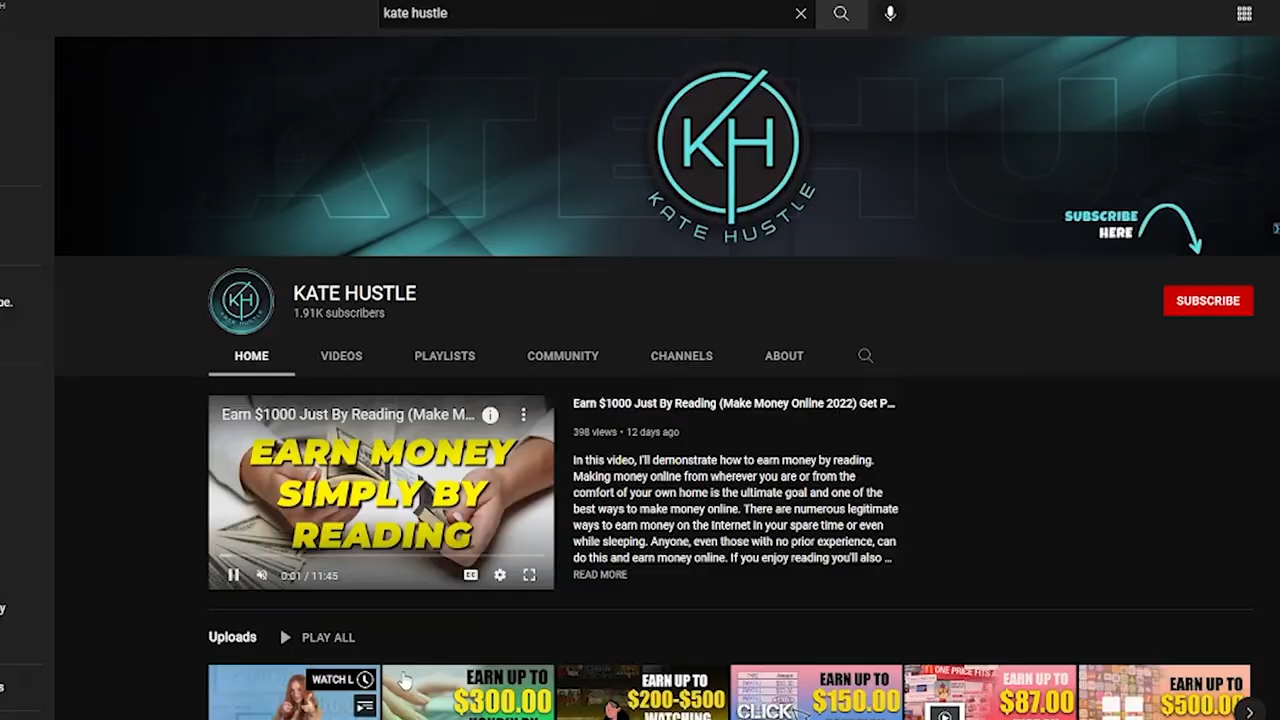 kate hustle
KH
KATE HUSTLE
SUBSCRIBE
HERE
KH
KATE HUSTLE
1.91K subscribers
SUBSCRIBE
HOME
VIDEOS
PLAYLISTS
COMMUNITY
CHANNELS
ABOUT
Earn $1000 Just By Reading (Make M...
EARN MONEY
SIMPLY BY
READING
0:01 / 11:45
CC
Earn $1000 Just By Reading (Make Money Online 2022) Get P...
398 views • 12 days ago
In this video, I'll demonstrate how to earn money by reading.
Making money online from wherever you are or from the
comfort of your own home is the ultimate goal and one of the
best ways to make money online. There are numerous legitimate
ways to earn money on the Internet in your spare time or even
while sleeping. Anyone, even those with no prior experience, can
do this and earn money online. If you enjoy reading you'll also ...
READ MORE
Uploads
PLAY ALL
WATCH L
EARN UP TO
$300.00
EARN UP TO
$200-$500
WATCHING
EARN UP TO
$150.00
CLICK
ONE PRICE FITS
EARN UP TO
$87.00
EARN UP TO
$500.00